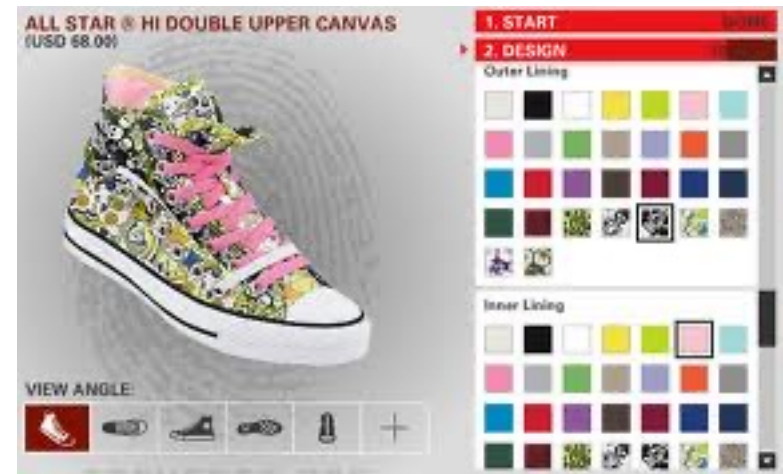 ALL STAR ® HI DOUBLE UPPER CANVAS
(USD 68.00)
1. START
2. DESIGN
Outer Lining
Inner Lining
VIEW ANGLE: